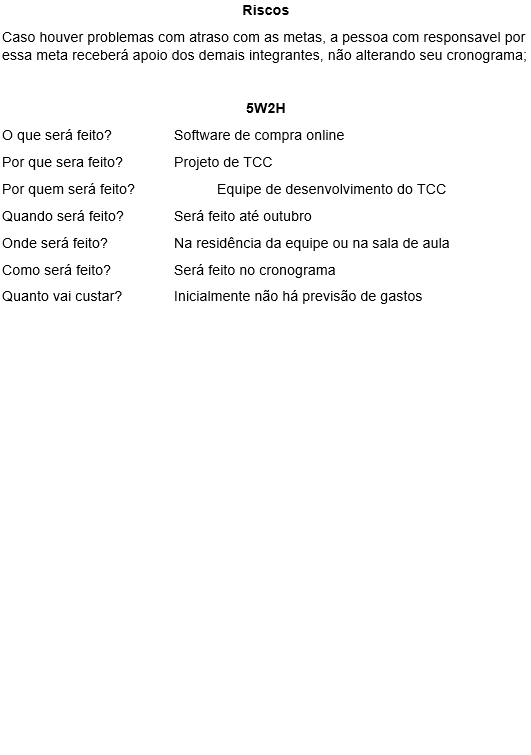 Riscos
Caso houver problemas com atraso com as metas, a pessoa com responsavel por
essa meta receberá apoio dos demais integrantes, não alterando seu cronograma;
5W2H
O que será feito? Software de compra online
Por que sera feito? Projeto de TCC
Por quem será feito? Equipe de desenvolvimento do TCC
Quando será feito? Será feito até outubro
Onde será feito? Na residência da equipe ou na sala de aula
Como será feito? Será feito no cronograma
Quanto vai custar? Inicialmente não há previsão de gastos